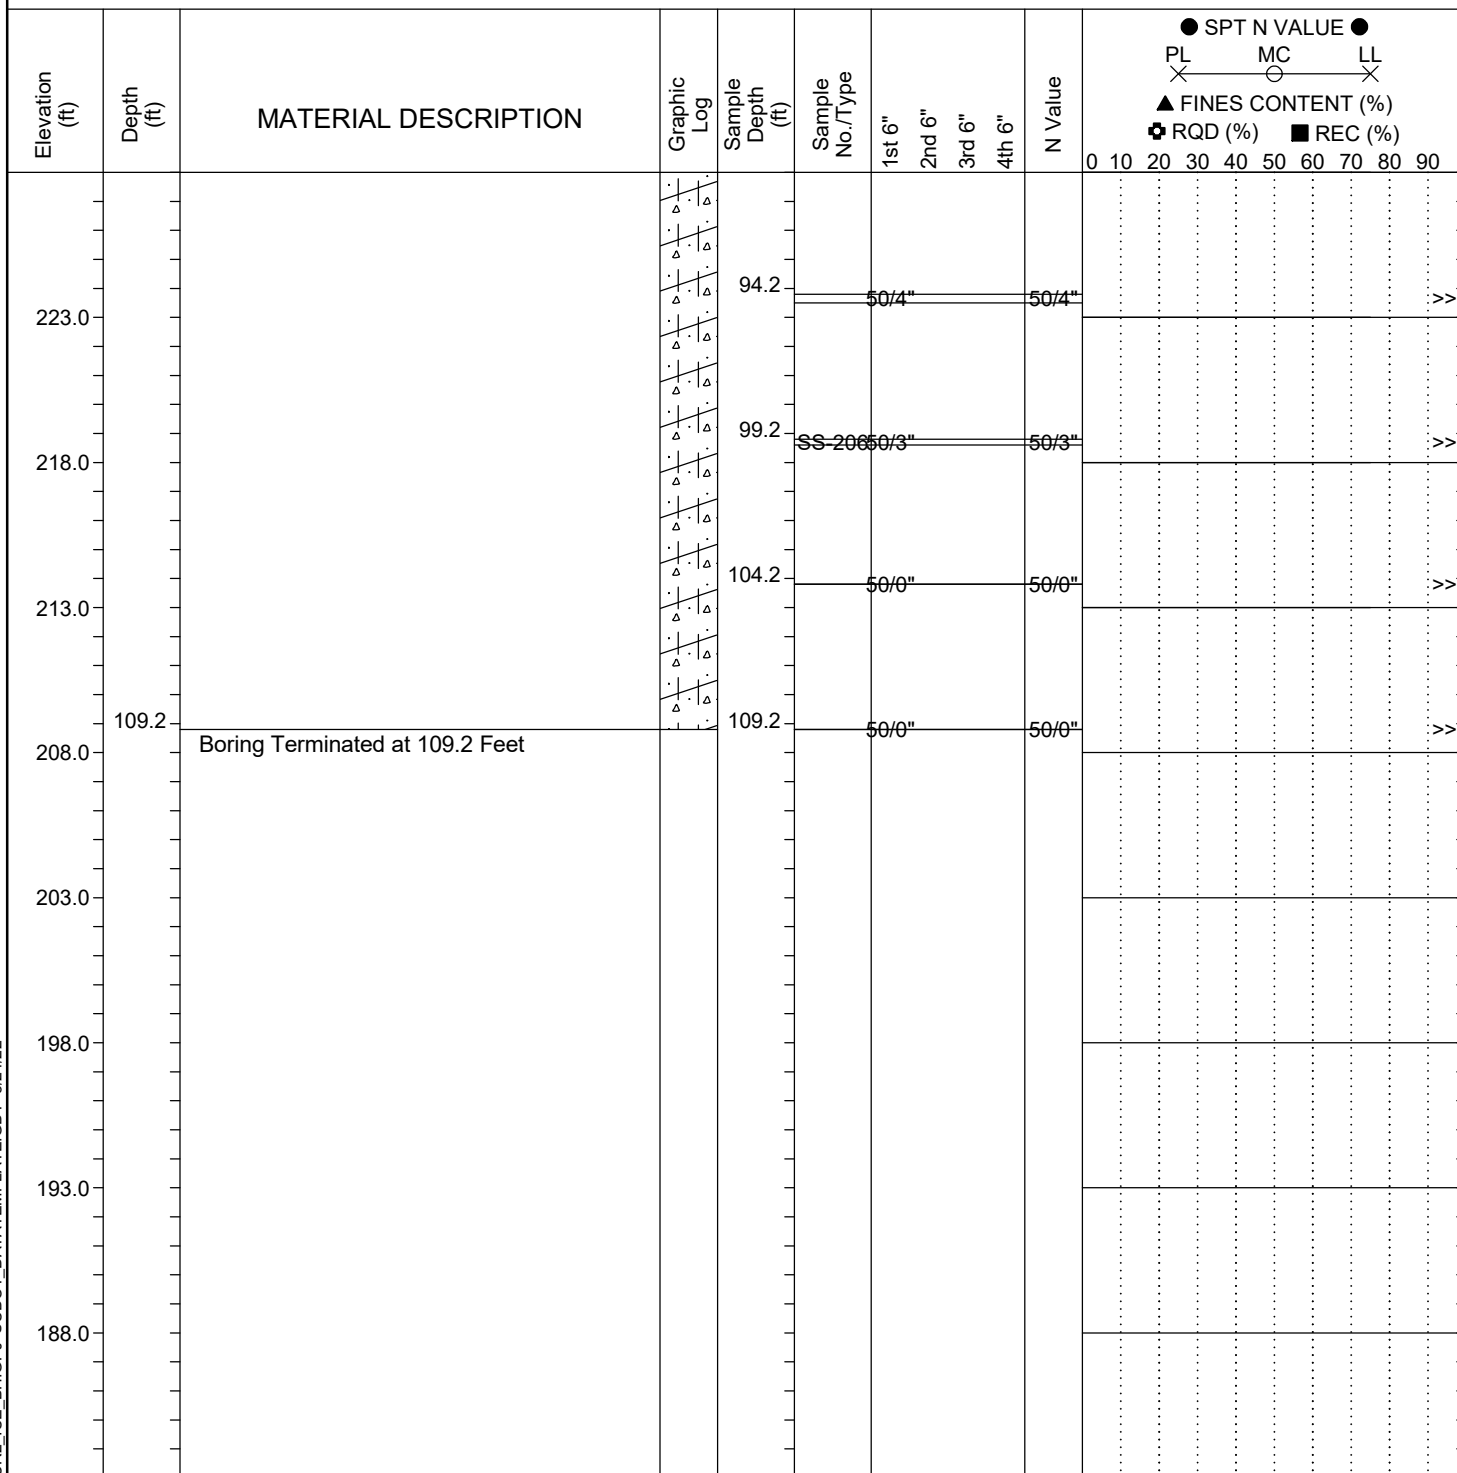 Elevation (ft)
Depth (ft)
MATERIAL DESCRIPTION
Graphic Log
Sample Depth (ft)
Sample No./Type
1st 6"
2nd 6"
3rd 6"
4th 6"
N Value
● SPT N VALUE ●
PL MC LL
▲ FINES CONTENT (%)
RQD (%) ■ REC (%)
0 10 20 30 40 50 60 70 80 90
94.2 50/4" 50/4" >>
223.0
99.2 SS-206 50/3" 50/3" >>
218.0
104.2 50/0" 50/0" >>
213.0
109.2 109.2 50/0" 50/0" >>
Boring Terminated at 109.2 Feet
208.0
203.0
198.0
193.0
188.0